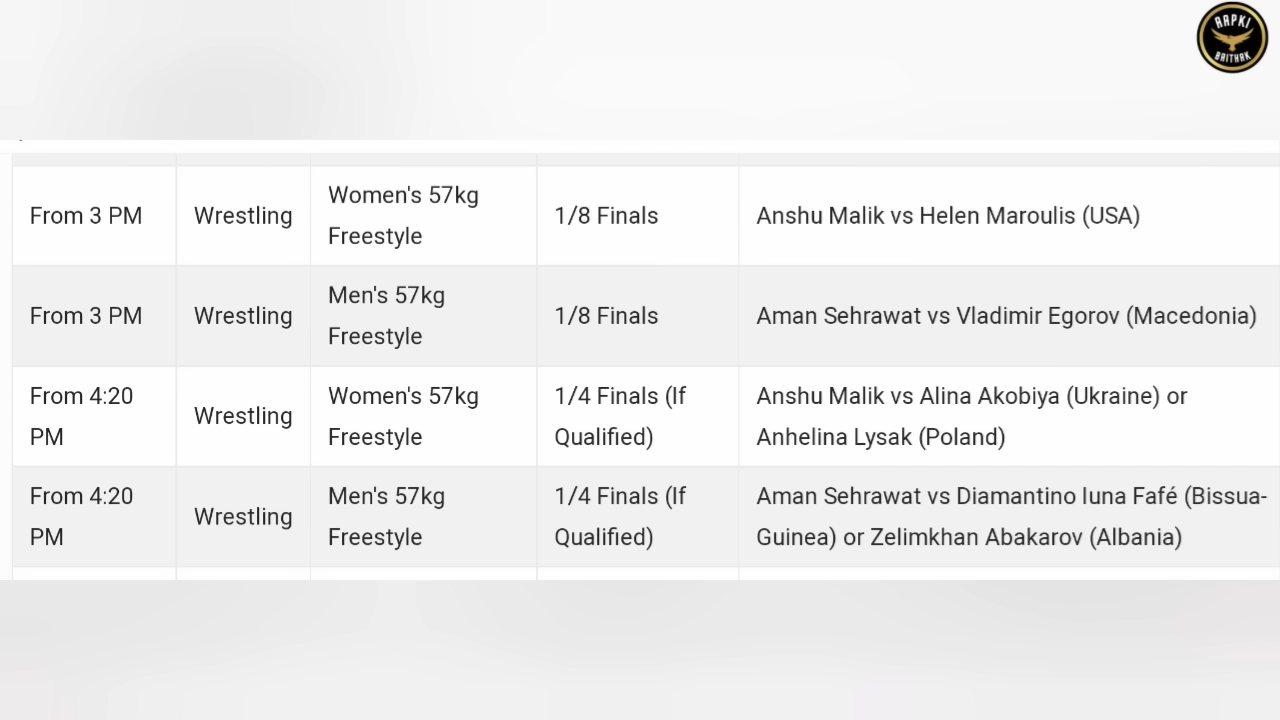 AAPKI
BAITHAK
From 3 PM
Wrestling
Women's 57kg
Freestyle
1/8 Finals
Anshu Malik vs Helen Maroulis (USA)
From 3 PM
Wrestling
Men's 57kg
Freestyle
1/8 Finals
Aman Sehrawat vs Vladimir Egorov (Macedonia)
From 4:20
PM
Wrestling
Women's 57kg
Freestyle
1/4 Finals (If
Qualified)
Anshu Malik vs Alina Akobiya (Ukraine) or
Anhelina Lysak (Poland)
From 4:20
PM
Wrestling
Men's 57kg
Freestyle
1/4 Finals (If
Qualified)
Aman Sehrawat vs Diamantino Iuna Fafé (Bissua-
Guinea) or Zelimkhan Abakarov (Albania)